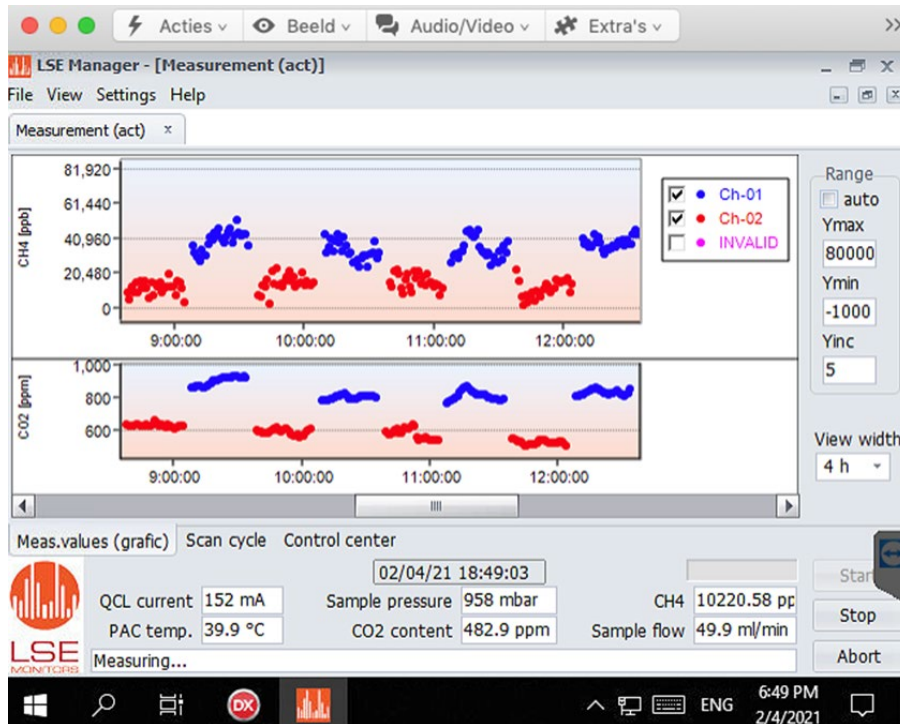 Acties Beeld Audio/Video Extra's
LSE Manager - [Measurement (act)]
File View Settings Help
Measurement (act) x
CH4 [ppb]
81,920
61,440
40,960
20,480
0
9:00:00 10:00:00 11:00:00 12:00:00
Ch-01
Ch-02
INVALID
CO2 [ppm]
1,000
800
600
9:00:00 10:00:00 11:00:00 12:00:00
Range
auto
Ymax
80000
Ymin
-1000
Yinc
5
View width
4 h
Meas.values (grafic) Scan cycle Control center
02/04/21 18:49:03
QCL current 152 mA Sample pressure 958 mbar CH4 10220.58 pp
PAC temp. 39.9 °C CO2 content 482.9 ppm Sample flow 49.9 ml/min
Measuring...
LSE
MONITORS
Start
Stop
Abort
DX
ENG
6:49 PM
2/4/2021